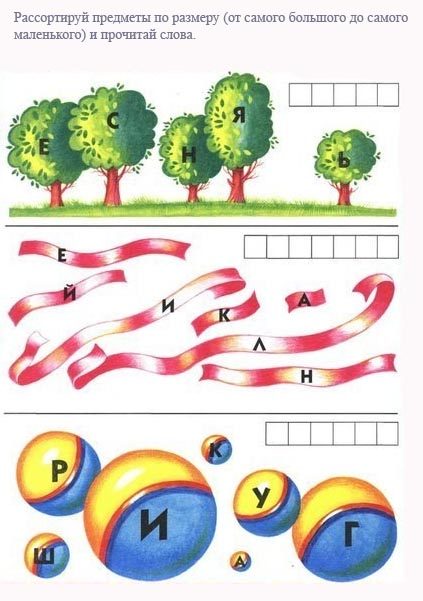 Рассортируй предметы по размеру (от самого большого до самого
маленького) и прочитай слова.
Е С Н Я Ь
Е
Й И К А
Л
Н
Р К
И У Г
Ш А